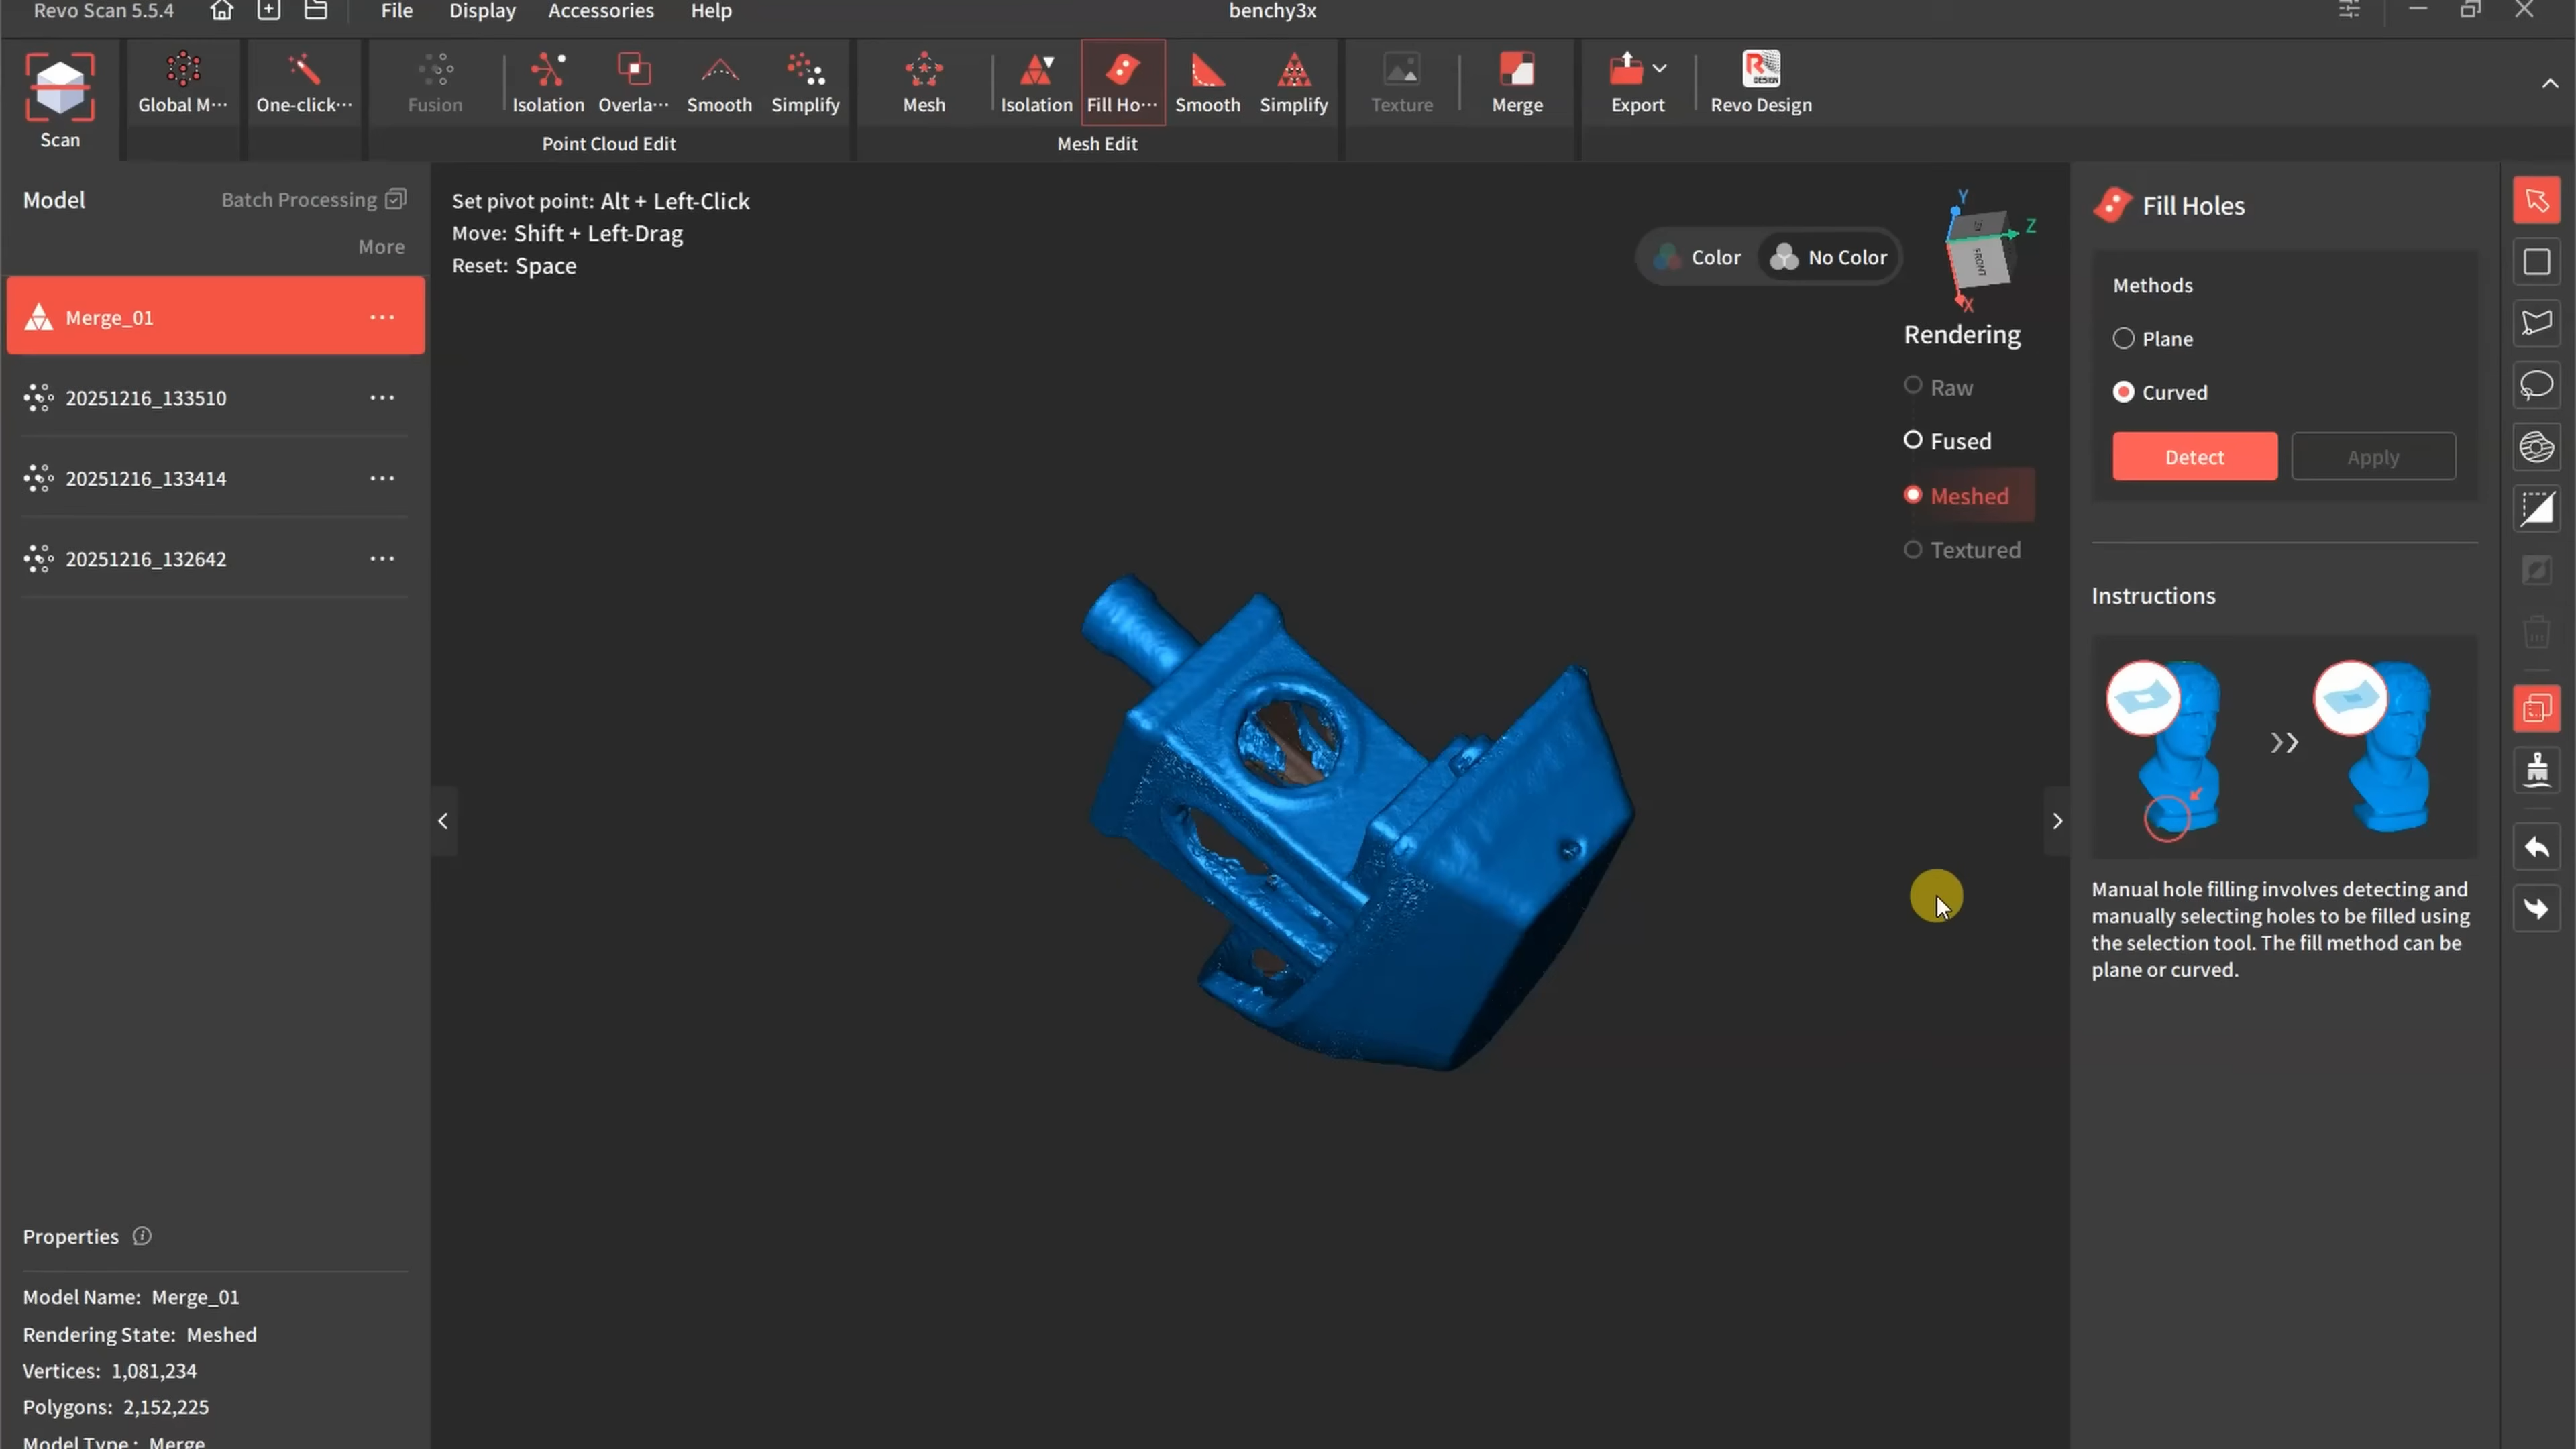 Revo Scan 5.5.4
File
Display
Accessories
Help
benchy3x
Scan
Global M···
One-click···
Fusion
Isolation
Overla···
Smooth
Simplify
Point Cloud Edit
Mesh
Isolation
Fill Ho···
Smooth
Simplify
Mesh Edit
Texture
Merge
Export
Revo Design
Model
Batch Processing
More
Merge_01
20251216_133510
20251216_133414
20251216_132642
Properties
Model Name: Merge_01
Rendering State: Meshed
Vertices: 1,081,234
Polygons: 2,152,225
Model Type : Merge
Set pivot point: Alt + Left-Click
Move: Shift + Left-Drag
Reset: Space
Color
No Color
Y
Z
X
FRONT
Rendering
Raw
Fused
Meshed
Textured
Fill Holes
Methods
Plane
Curved
Detect
Apply
Instructions
Manual hole filling involves detecting and
manually selecting holes to be filled using
the selection tool. The fill method can be
plane or curved.